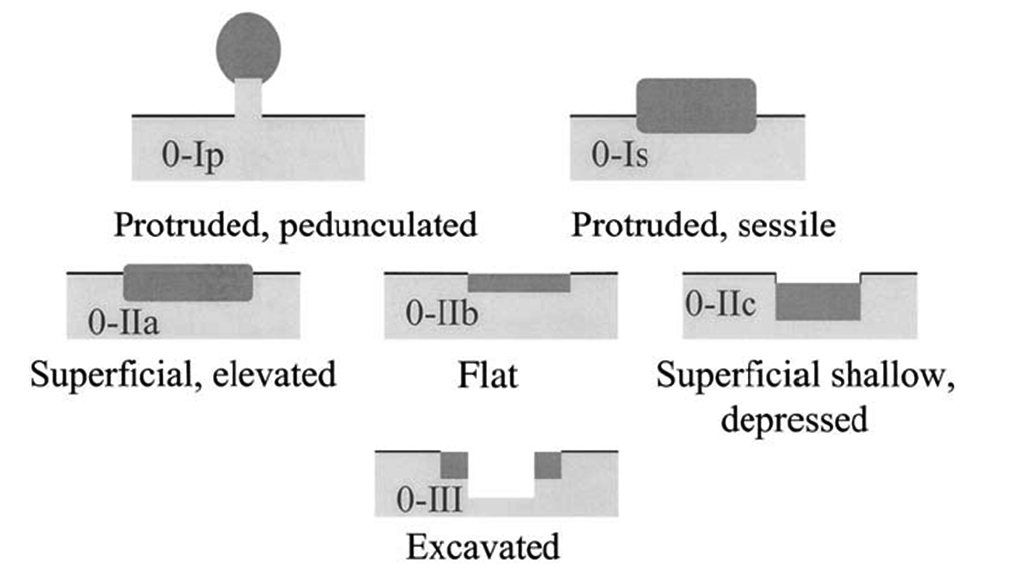 0-Ip
0-Is
Protruded, pedunculated
Protruded, sessile
0-IIa
0-IIb
0-IIc
Superficial, elevated
Flat
Superficial shallow,
depressed
0-III
Excavated